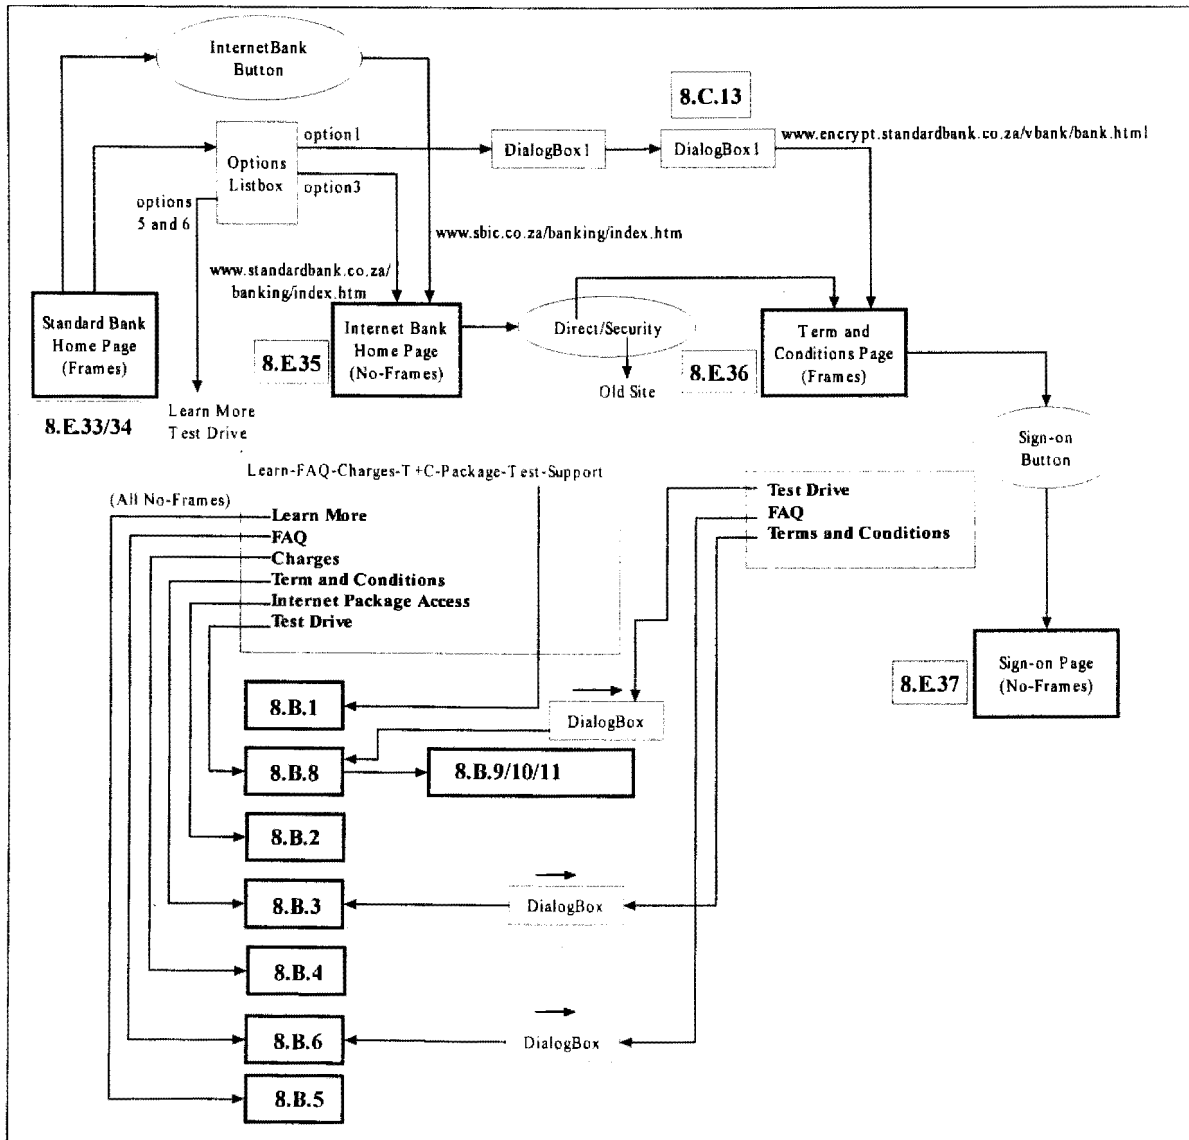 InternetBank
Button
8.C.13
option1
www.encrypt.standardbank.co.za/vbank/bank.html
Options
Listbox
DialogBox1
DialogBox1
option3
options
5 and 6
www.sbic.co.za/banking/index.htm
www.standardbank.co.za/
banking/index.htm
Standard Bank
Home Page
(Frames)
8.E.33/34
Learn More
Test Drive
8.E.35
Internet Bank
Home Page
(No-Frames)
Direct/Security
Old Site
8.E.36
Term and
Conditions Page
(Frames)
Sign-on
Button
Learn-FAQ-Charges-T+C-Package-Test-Support
(All No-Frames)
Learn More
FAQ
Charges
Term and Conditions
Internet Package Access
Test Drive
Test Drive
FAQ
Terms and Conditions
8.E.37
Sign-on Page
(No-Frames)
8.B.1
DialogBox
8.B.8
8.B.9/10/11
8.B.2
8.B.3
DialogBox
8.B.4
8.B.6
DialogBox
8.B.5